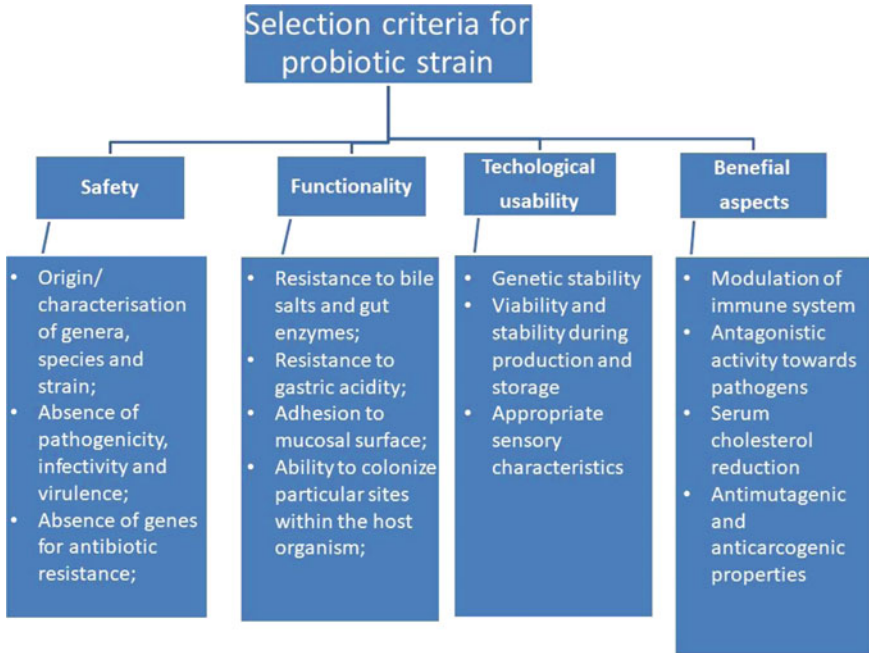 Selection criteria for
probiotic strain
Safety
Functionality
Techological
usability
Benefial
aspects
• Origin/
characterisation
of genera,
species and
strain;
• Absence of
pathogenicity,
infectivity and
virulence;
• Absence of genes
for antibiotic
resistance;
• Resistance to bile
salts and gut
enzymes;
• Resistance to
gastric acidity;
• Adhesion to
mucosal surface;
• Ability to colonize
particular sites
within the host
organism;
• Genetic stability
• Viability and
stability during
production and
storage
• Appropriate
sensory
characteristics
• Modulation of
immune system
• Antagonistic
activity towards
pathogens
• Serum
cholesterol
reduction
• Antimutagenic
and
anticarcogenic
properties